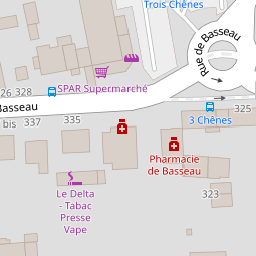 Trois Chênes
Rue de Basseau
SPAR Supermarché
26 328
Basseau
bis
337
335
325
3 Chênes
Pharmacie
de Basseau
Le Delta
- Tabac
Presse
Vape
323